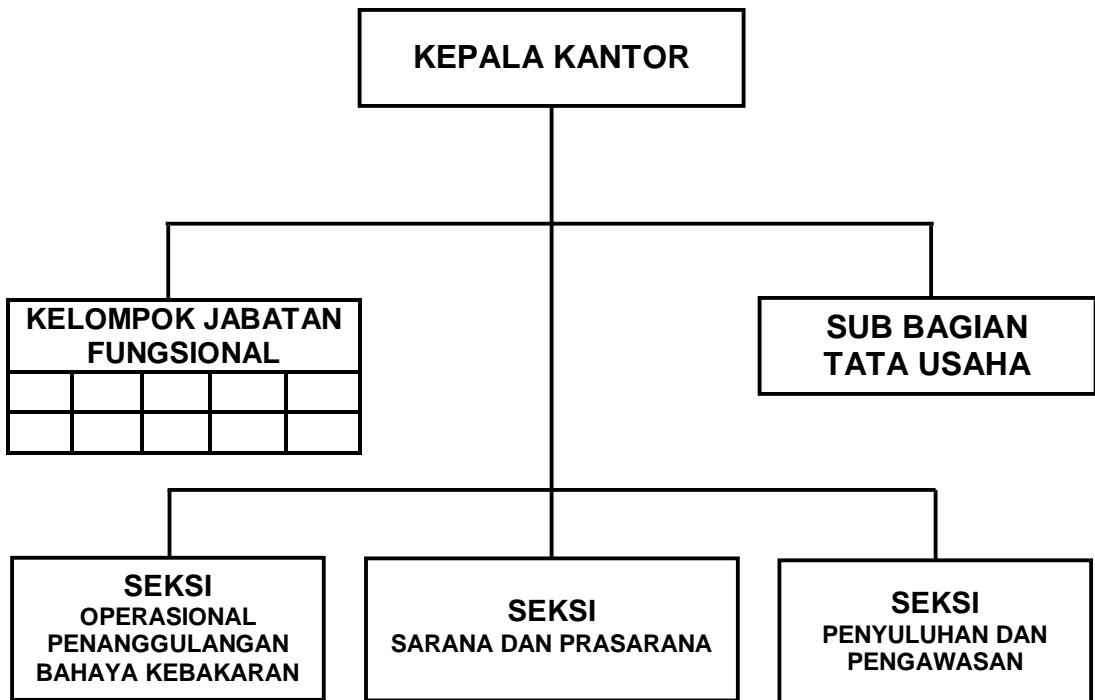 KEPALA KANTOR
KELOMPOK JABATAN
FUNGSIONAL
SUB BAGIAN
TATA USAHA
SEKSI
OPERASIONAL
PENANGGULANGAN
BAHAYA KEBAKARAN
SEKSI
SARANA DAN PRASARANA
SEKSI
PENYULUHAN DAN
PENGAWASAN